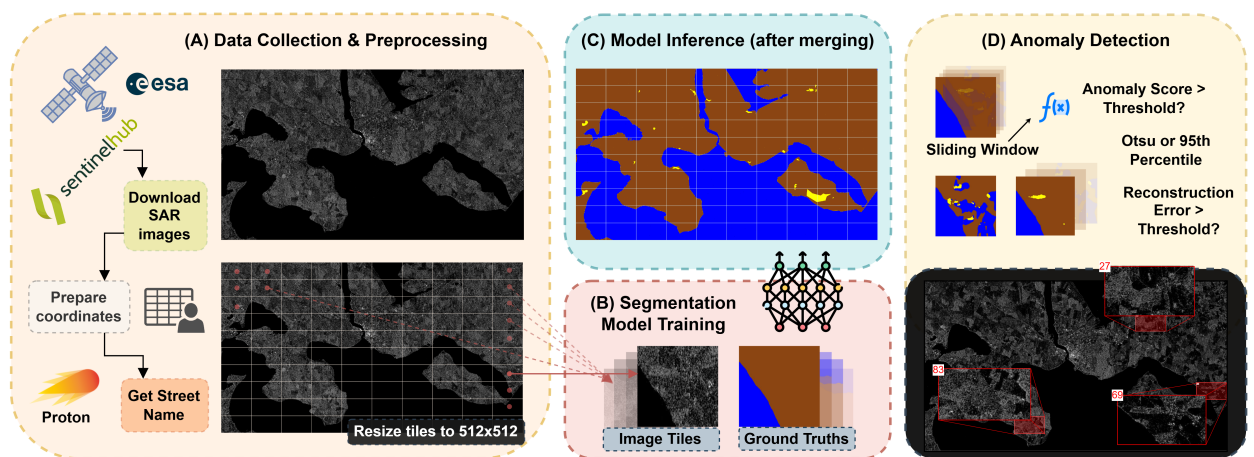 (A) Data Collection & Preprocessing
esa
sentinelhub
Download
SAR
images
Prepare
coordinates
Proton
Get Street
Name
Resize tiles to 512x512
(C) Model Inference (after merging)
(B) Segmentation
Model Training
Image Tiles
Ground Truths
(D) Anomaly Detection
Sliding Window
f(x)
Anomaly Score >
Threshold?
Otsu or 95th
Percentile
Reconstruction
Error >
Threshold?
27
83
69